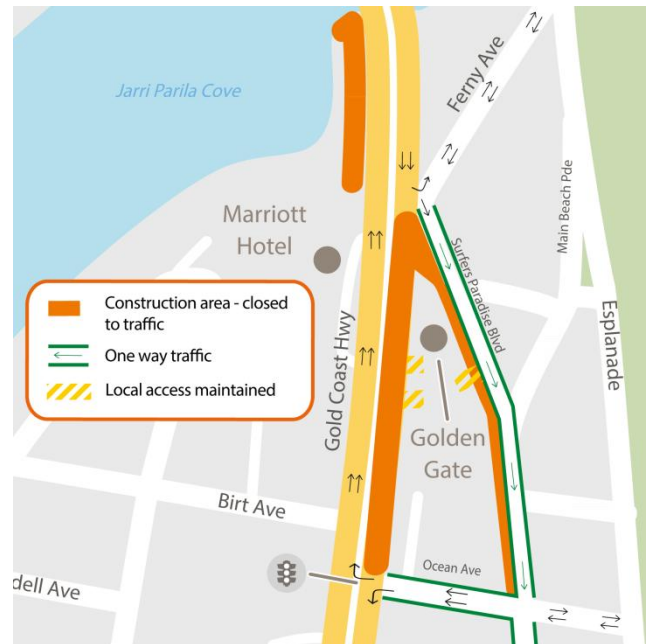 Jarri Parila Cove
Ferny Ave
Main Beach Pde
Marriott
Hotel
Surfers Paradise Blvd
Esplanade
Construction area - closed
to traffic
One way traffic
Local access maintained
Gold Coast Hwy
Golden
Gate
Birt Ave
Ocean Ave
dell Ave